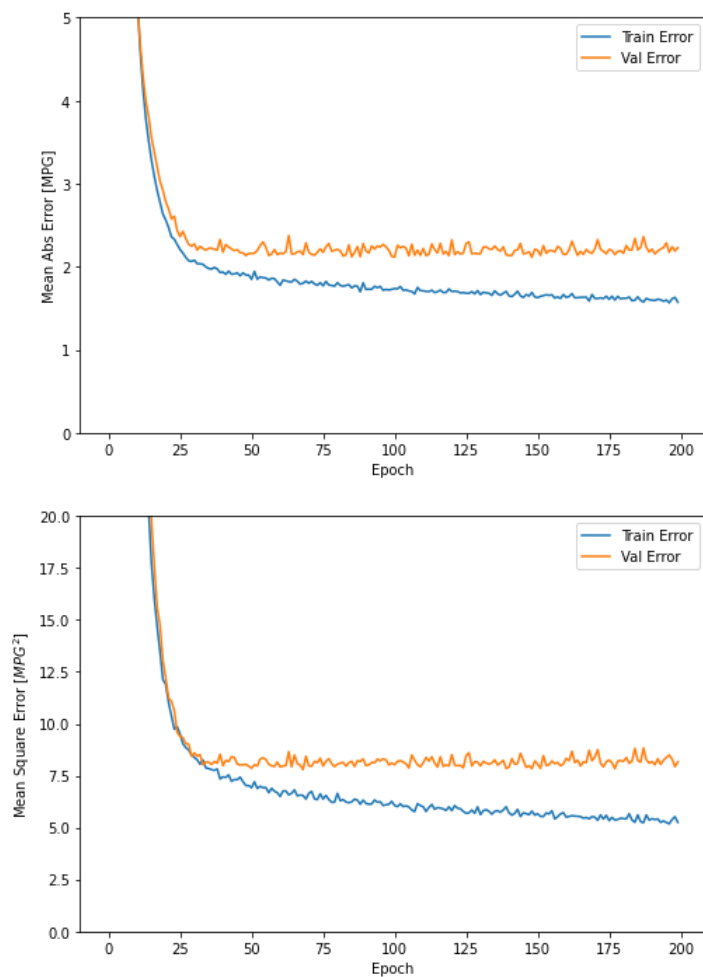 5
4
3
2
1
0
Mean Abs Error [MPG]
Train Error
Val Error
0 25 50 75 100 125 150 175 200
Epoch
20.0
17.5
15.0
12.5
10.0
7.5
5.0
2.5
0.0
Mean Square Error [MPG²]
Train Error
Val Error
0 25 50 75 100 125 150 175 200
Epoch